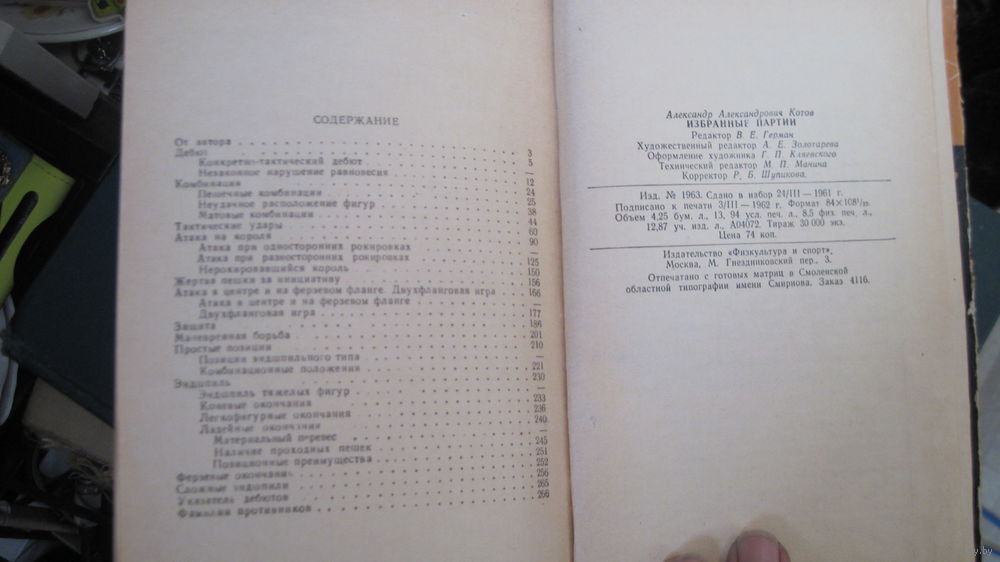 СОДЕРЖАНИЕ
От автора
Дебют 3
Конкретно-тактический дебют 5
Незаконное нарушение равновесия —
Комбинации 12
Пешечные комбинации 24
Неудачное расположение фигур 25
Матовые комбинации 38
Тактические удары 44
Атака на короля 60
Атака при односторонних рокировках 90
Атака при разносторонних рокировках —
Нерокировавшийся король 125
Жертва пешки за инициативу 150
Атака в центре и на ферзевом фланге. Двухфланговая игра 156
Атака в центре и на ферзевом фланге 166
Двухфланговая игра —
Защита 177
Маневренная борьба 186
Простые позиции 201
Позиции эндшпильного типа 210
Комбинационные положения —
Эндшпиль 221
Эндшпиль тяжелых фигур 230
Коневые окончания —
Легкофигурные окончания 233
Ладейные окончания 236
Материальный перевес 240
Наличие проходных пешек —
Позиционные преимущества 245
Ферзевые окончания 251
Сложные эндшпили 252
Указатель дебютов 256
Фамилии противников 265
266
Александр Александрович Котов
ИЗБРАННЫЕ ПАРТИИ
Редактор В. Е. Герман
Художественный редактор А. Е. Золотарева
Оформление художника Г. П. Кляевского
Технический редактор М. П. Манина
Корректор Р. Б. Шупикова.
Изд. № 1963. Сдано в набор 24/III — 1961 г.
Подписано к печати 3/III — 1962 г. Формат 84×108¹/₃₂
Объем 4,25 бум. л., 13, 94 усл. печ. л., 8,5 физ. печ. л.,
12,87 уч. изд. л., А04072. Тираж 30 000 экз.
Цена 74 коп.
Издательство «Физкультура и спорт»,
Москва, М. Гнездниковский пер., 3.
Отпечатано с готовых матриц в Смоленской
областной типографии имени Смирнова. Заказ 4116.